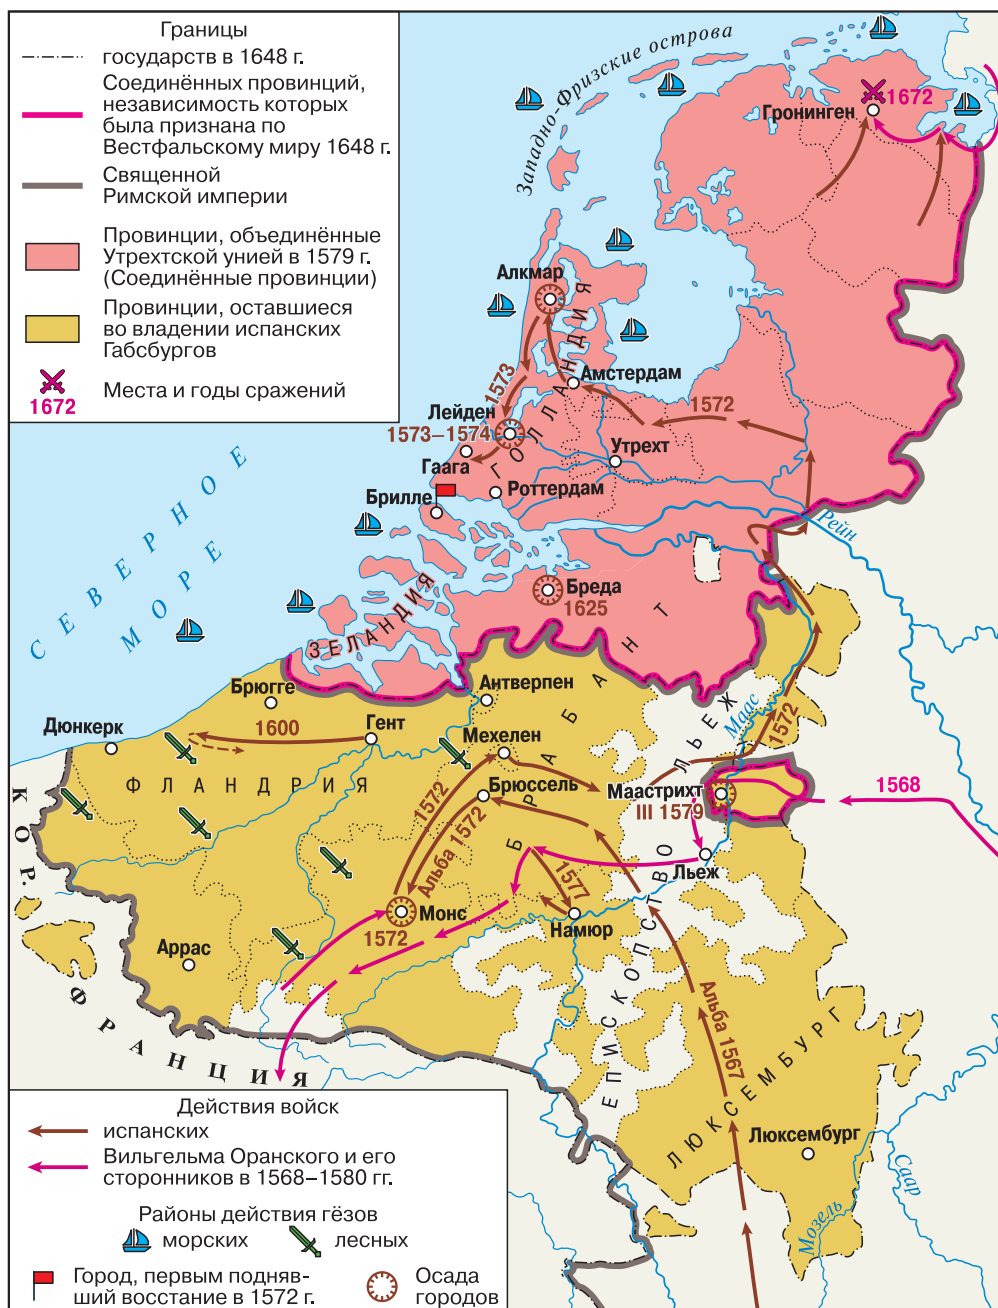 Границы
государств в 1648 г.
Соединённых провинций,
независимость которых
была признана по
Вестфальскому миру 1648 г.
Священной
Римской империи
Провинции, объединённые
Утрехтской унией в 1579 г.
(Соединённые провинции)
Провинции, оставшиеся
во владении испанских
Габсбургов
1672
Места и годы сражений
Западно-Фризские острова
1672
Гронинген
Алкмар
ГОЛЛАНДИЯ
Амстердам
1573
1572
Лейден
1573–1574
Утрехт
Гаага
Роттердам
Брилле
СЕВЕРНОЕ
МОРЕ
Рейн
Бреда
1625
ЗЕЛАНДИЯ
БРАБАНТ
Антверпен
Брюгге
Гент
1600
Дюнкерк
ФЛАНДРИЯ
Мехелен
1572
Брюссель
Альба 1572
Маас
1572
Маастрихт
III 1579
1568
Льеж
ЕПИСКОПСТВО ЛЬЕЖ
1577
Монс
1572
Намюр
Аррас
КОР. ФРАНЦИЯ
Альба 1567
ЛЮКСЕМБУРГ
Люксембург
Саар
Мозель
Действия войск
испанских
Вильгельма Оранского и его
сторонников в 1568–1580 гг.
Районы действия гёзов
морских
лесных
Город, первым подняв-
ший восстание в 1572 г.
Осада
городов